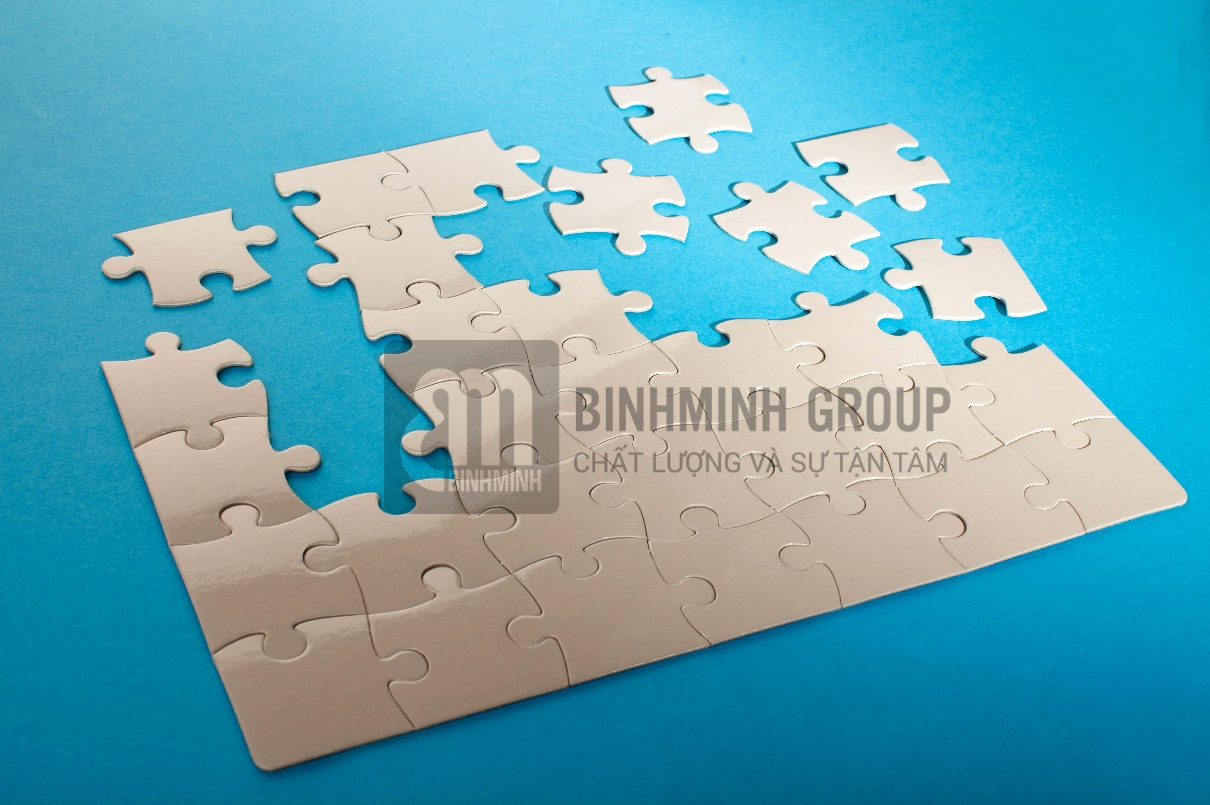 BINHMINH
BINHMINH GROUP
CHẤT LƯỢNG VÀ SỰ TẬN TÂM